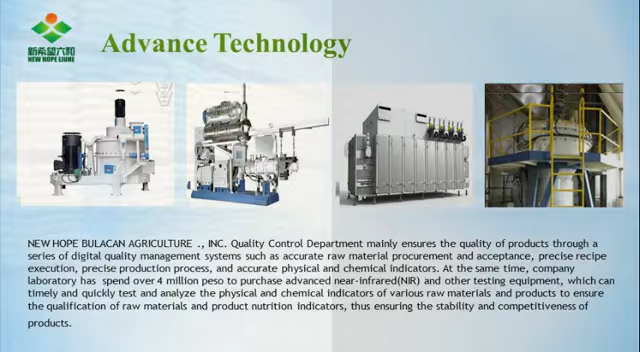 新希望六和
NEW HOPE LIUHE
Advance Technology
NEW HOPE BULACAN AGRICULTURE ., INC. Quality Control Department mainly ensures the quality of products through a
series of digital quality management systems such as accurate raw material procurement and acceptance, precise recipe
execution, precise production process, and accurate physical and chemical indicators. At the same time, company
laboratory has spend over 4 million peso to purchase advanced near-infrared(NIR) and other testing equipment, which can
timely and quickly test and analyze the physical and chemical indicators of various raw materials and products to ensure
the qualification of raw materials and product nutrition indicators, thus ensuring the stability and competitiveness of
products.